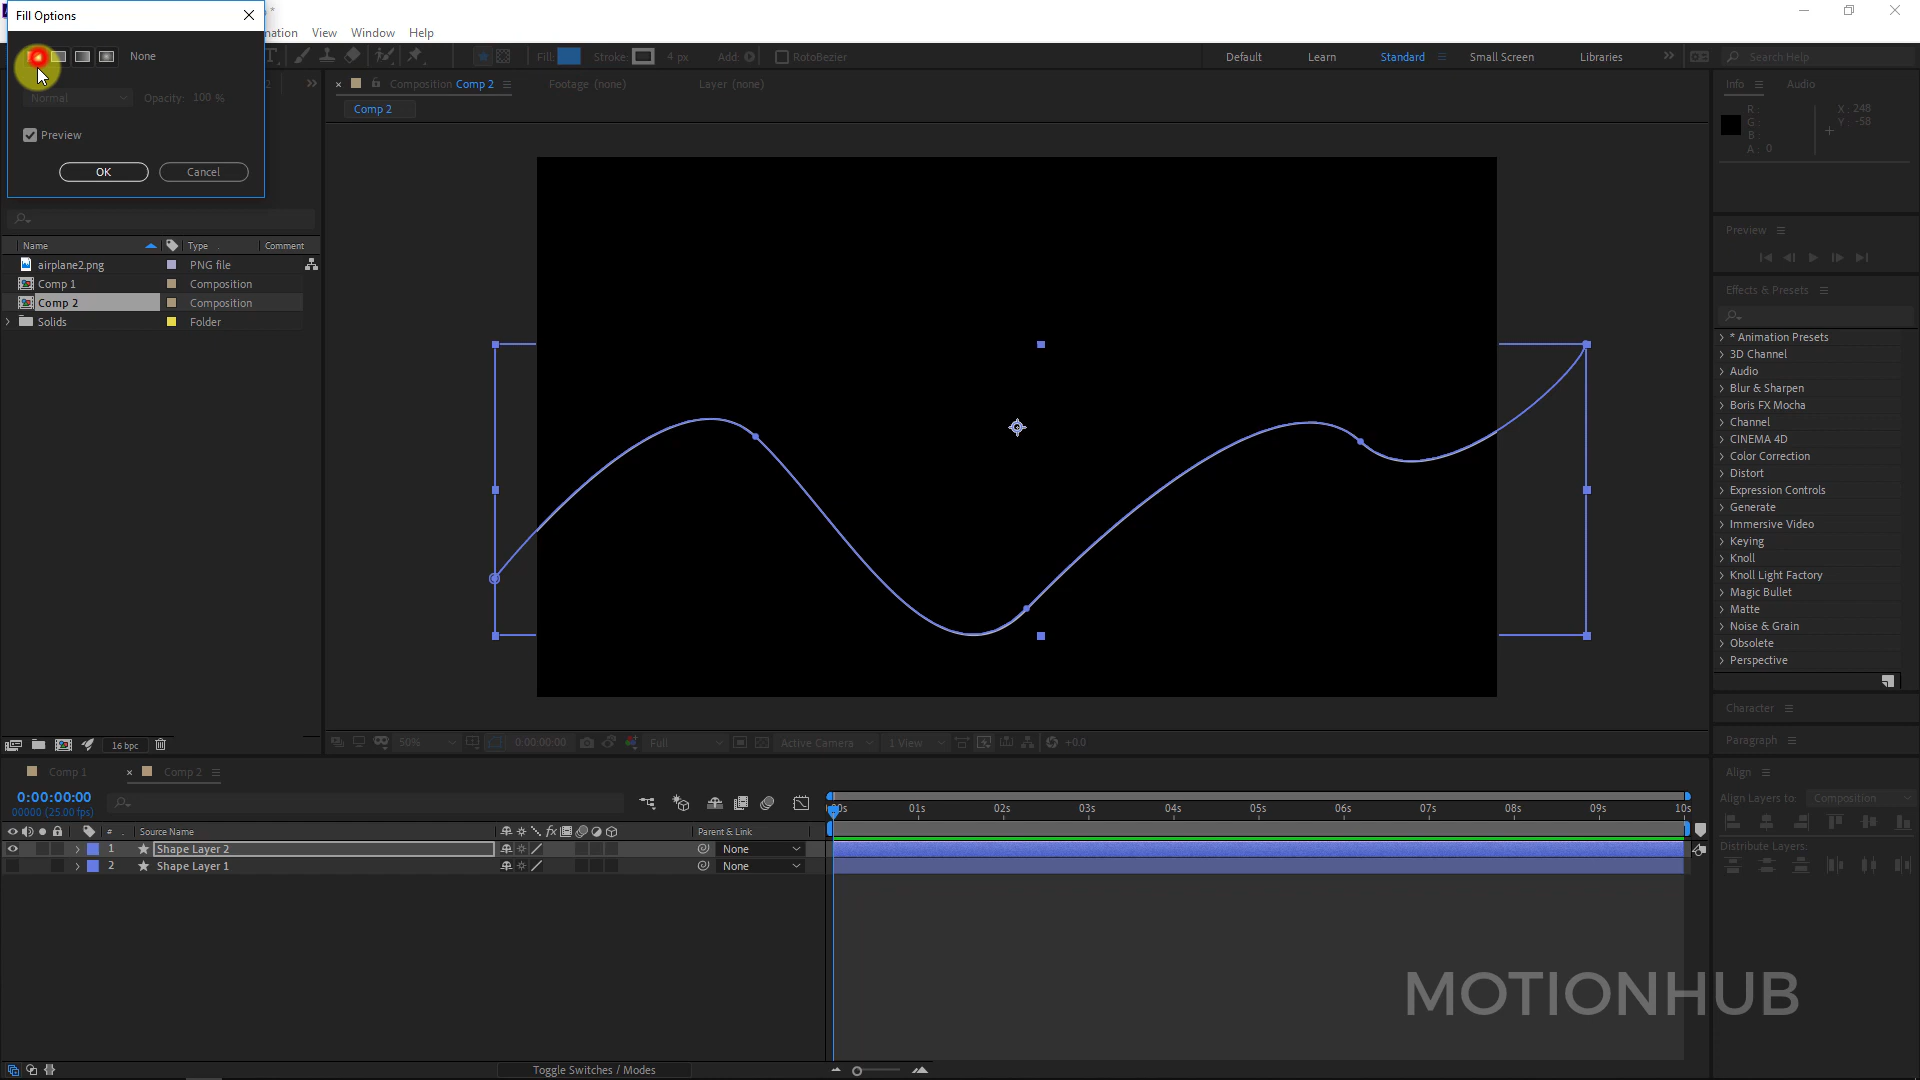 Fill Options
None
Normal
Opacity: 100 %
Preview
OK
Cancel
View
Window
Help
Fill:
Stroke:
4 px
Add:
RotoBezier
Default
Learn
Standard
Small Screen
Libraries
Search Help
Composition Comp 2
Footage (none)
Layer (none)
Comp 2
Info
Audio
R :
G :
B :
A : 0
X : 248
Y : -58
Preview
Effects & Presets
* Animation Presets
3D Channel
Audio
Blur & Sharpen
Boris FX Mocha
Channel
CINEMA 4D
Color Correction
Distort
Expression Controls
Generate
Immersive Video
Keying
Knoll
Knoll Light Factory
Magic Bullet
Matte
Noise & Grain
Obsolete
Perspective
Character
Paragraph
Align
Align Layers to:
Composition
Distribute Layers:
Name
Type
Comment
airplane2.png
PNG file
Comp 1
Composition
Comp 2
Composition
Solids
Folder
16 bpc
50%
0:00:00:00
Full
Active Camera
1 View
+0.0
Comp 1
Comp 2
0:00:00:00
00000 (25.00 fps)
01s
02s
03s
04s
05s
06s
07s
08s
09s
10s
#
Source Name
Parent & Link
1
Shape Layer 2
None
2
Shape Layer 1
None
Toggle Switches / Modes
MOTIONHUB